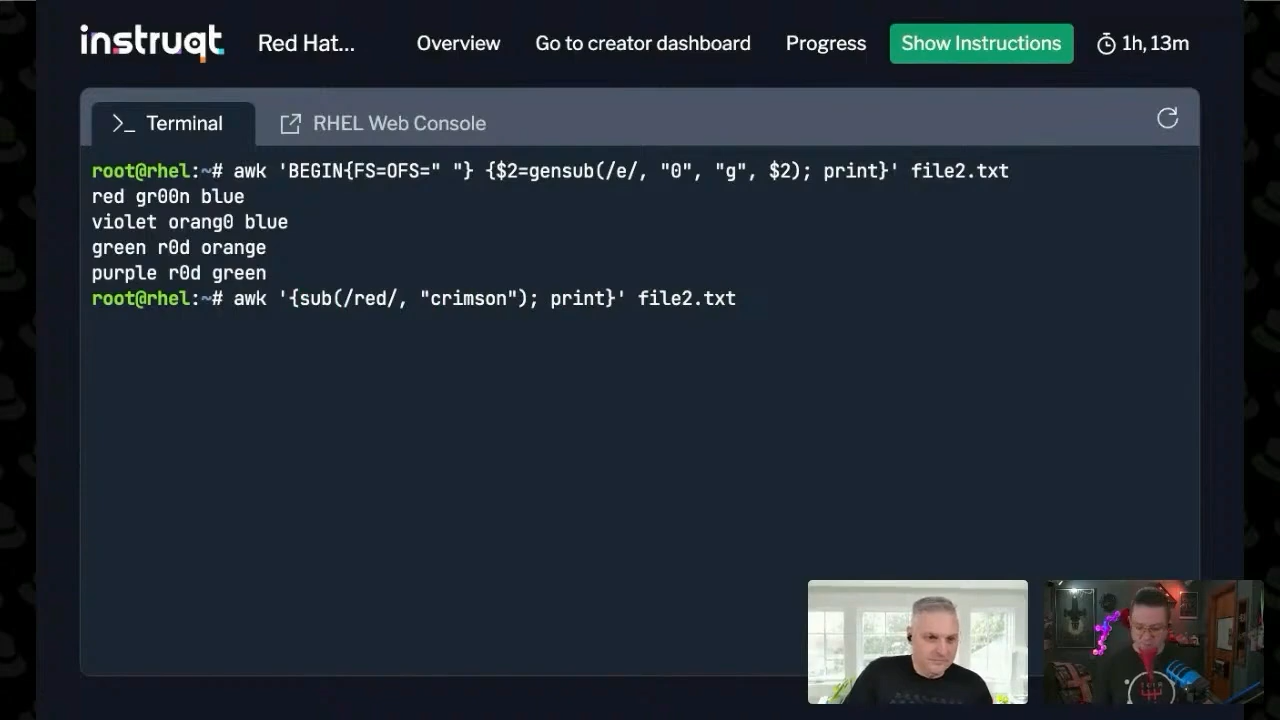 instruqt
Red Hat...
Overview
Go to creator dashboard
Progress
Show Instructions
1h, 13m
>_ Terminal
RHEL Web Console
root@rhel:~# awk 'BEGIN{FS=OFS=" "} {$2=gensub(/e/, "0", "g", $2); print}' file2.txt
red gr00n blue
violet orang0 blue
green r0d orange
purple r0d green
root@rhel:~# awk '{sub(/red/, "crimson"); print}' file2.txt